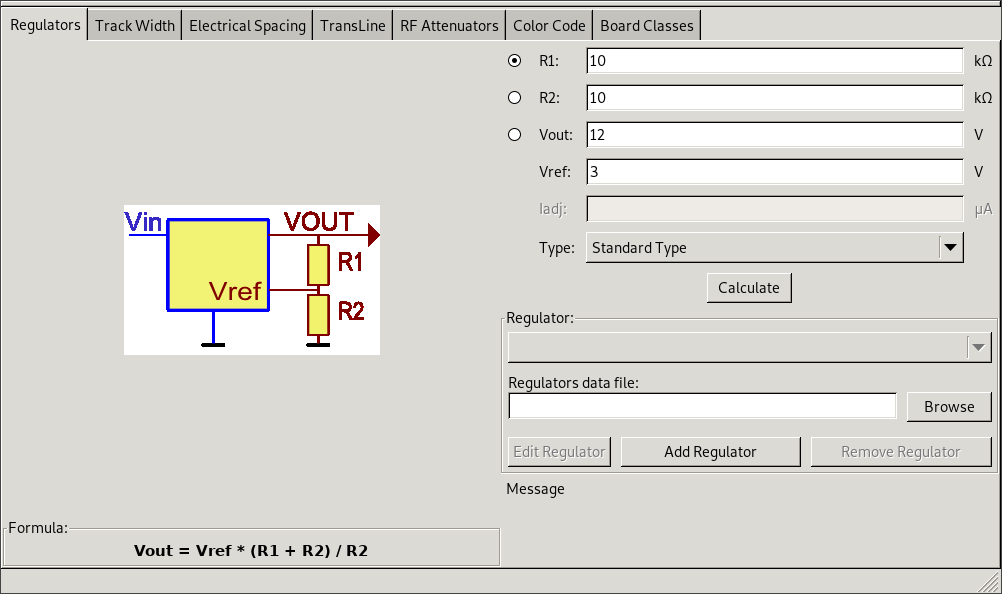 Regulators Track Width Electrical Spacing TransLine RF Attenuators Color Code Board Classes
R1: 10 kΩ
R2: 10 kΩ
Vout: 12 V
Vref: 3 V
Iadj: µA
Type: Standard Type
Calculate
Vin VOUT
R1
Vref
R2
Regulator:
Regulators data file:
Browse
Edit Regulator Add Regulator Remove Regulator
Message
Formula:
Vout = Vref * (R1 + R2) / R2